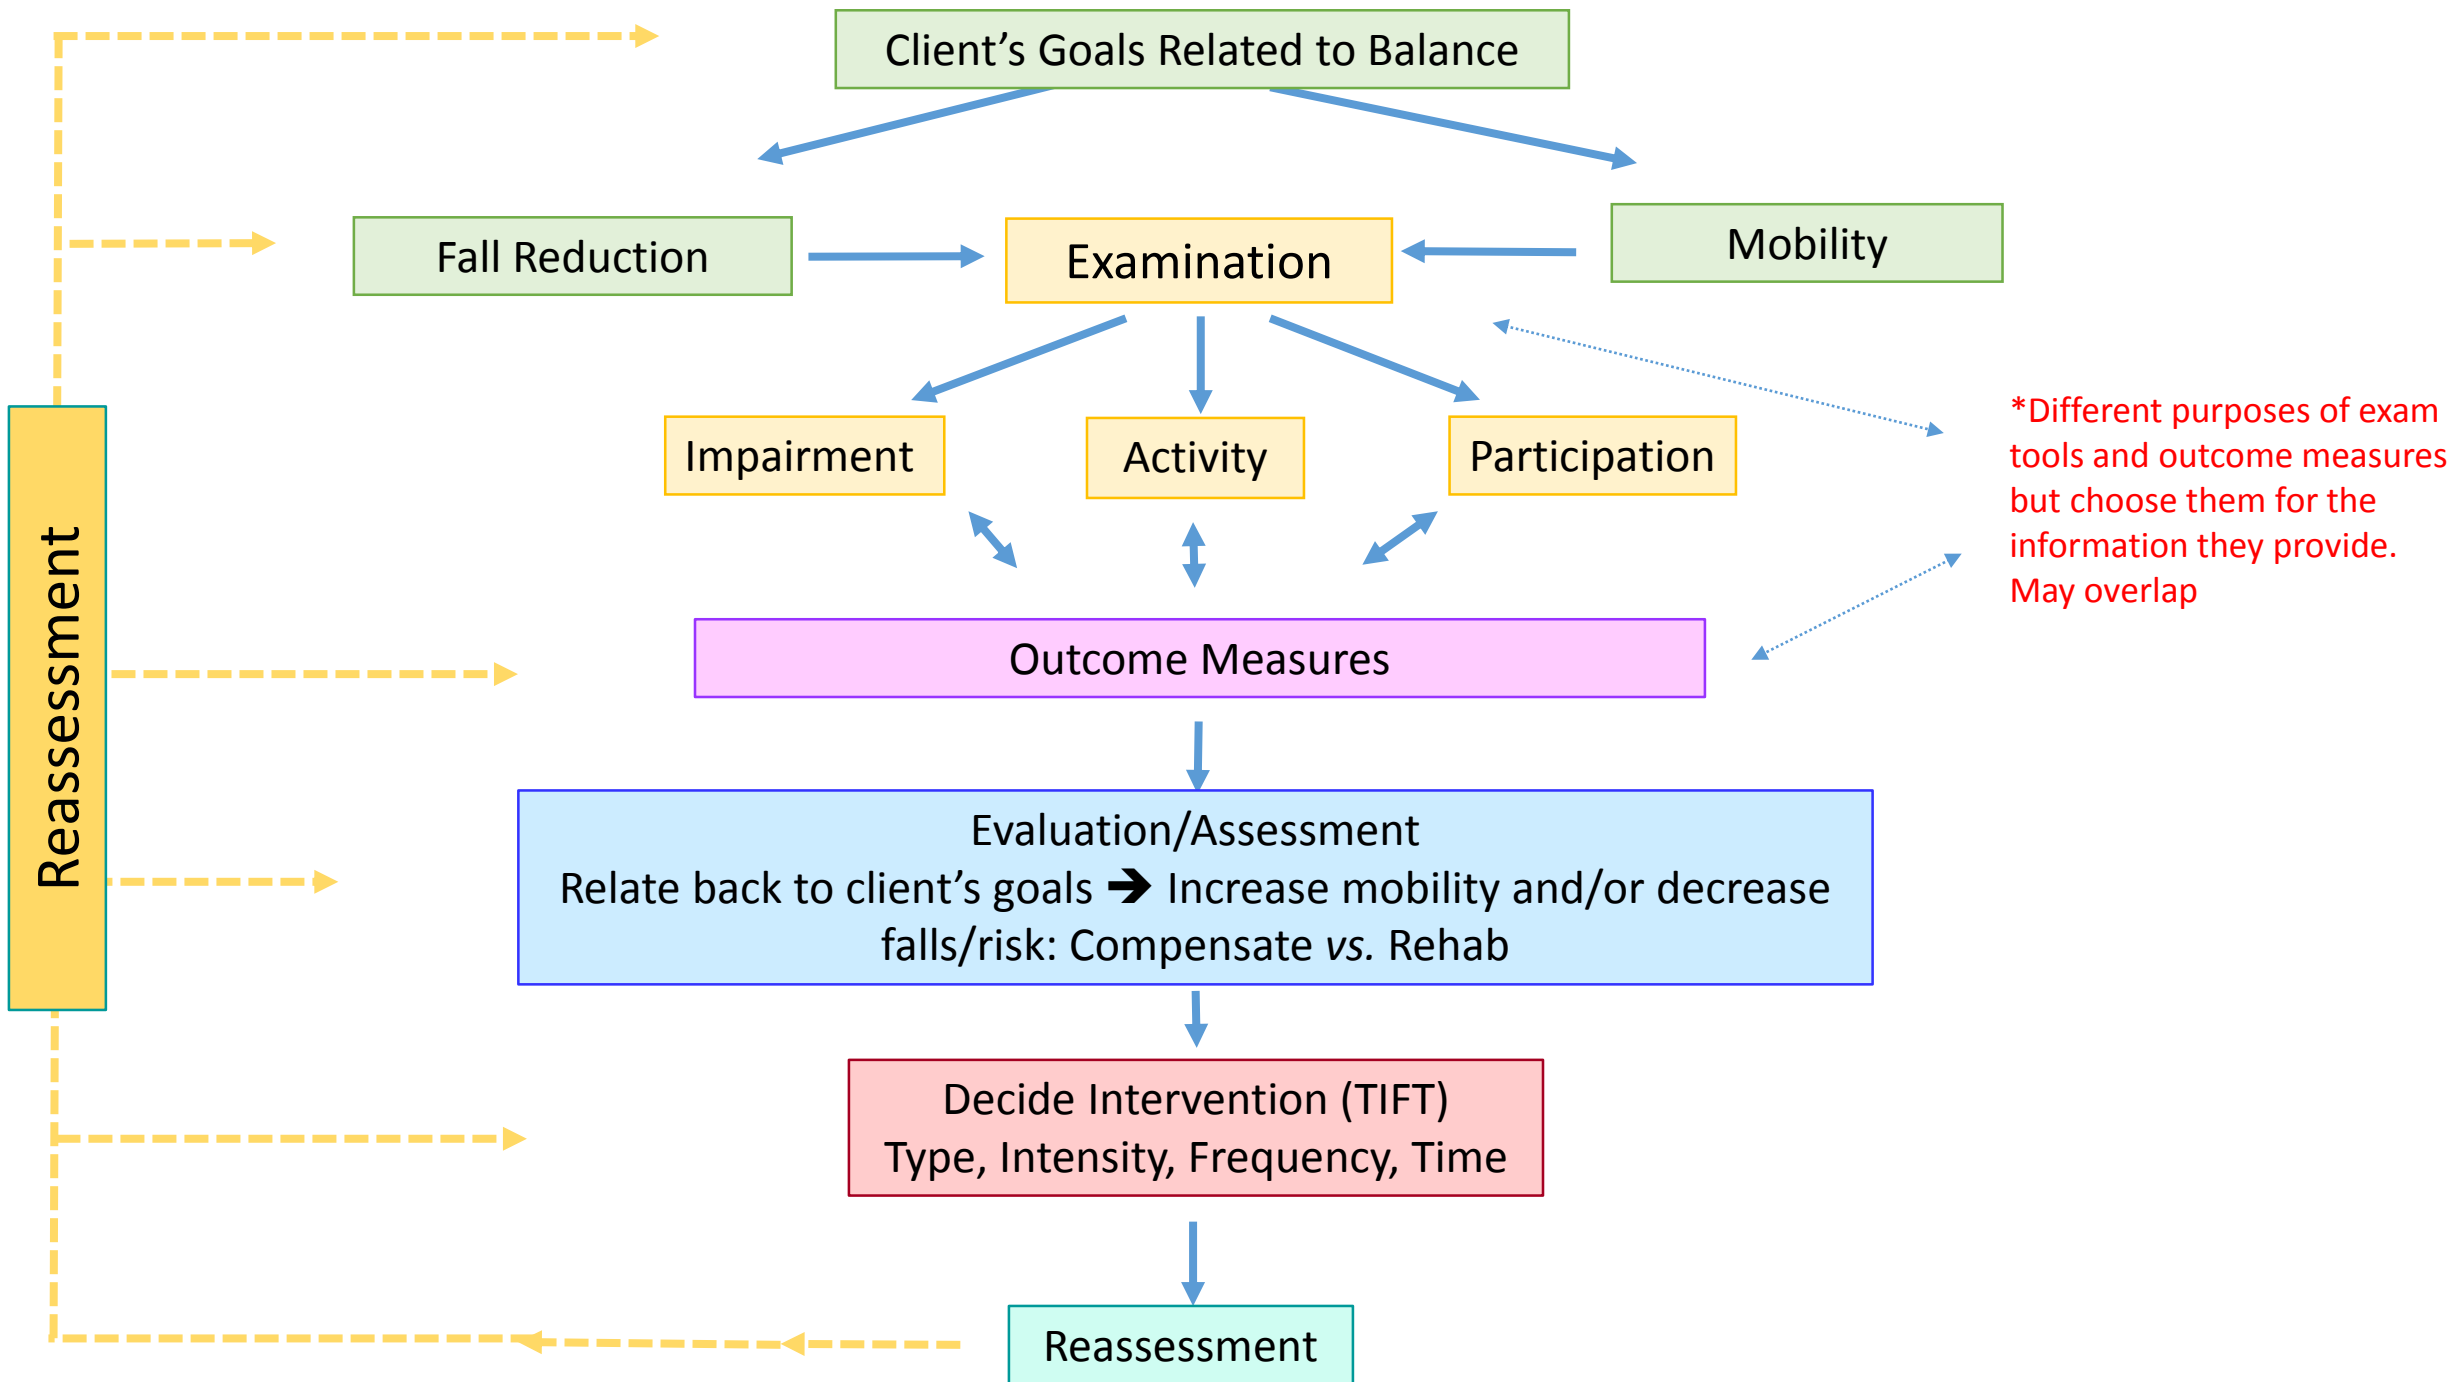 Client’s Goals Related to Balance
Fall Reduction
Examination
Mobility
Impairment
Activity
Participation
*Different purposes of exam
tools and outcome measures
but choose them for the
information they provide.
May overlap
Reassessment
Outcome Measures
Evaluation/Assessment
Relate back to client’s goals ➔ Increase mobility and/or decrease
falls/risk: Compensate vs. Rehab
Decide Intervention (TIFT)
Type, Intensity, Frequency, Time
Reassessment